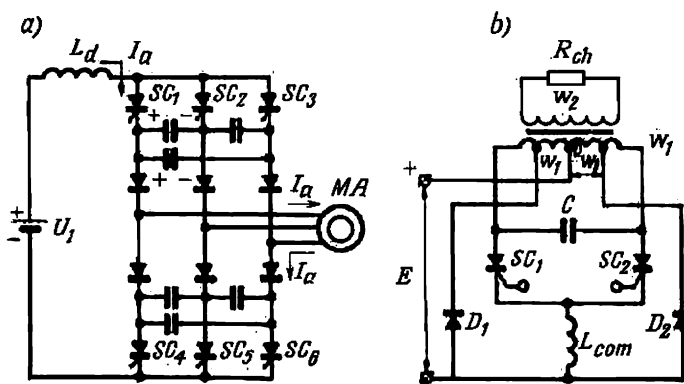 a)
L_d I_a
SC_1 SC_2 SC_3
+ -
+ -
I_a MA
+
- U_1
I_a
SC_4 SC_5 SC_6
b)
R_ch
w_2
w_1 w_1 w_1
+
C
SC_1 SC_2
E
D_1 L_com D_2